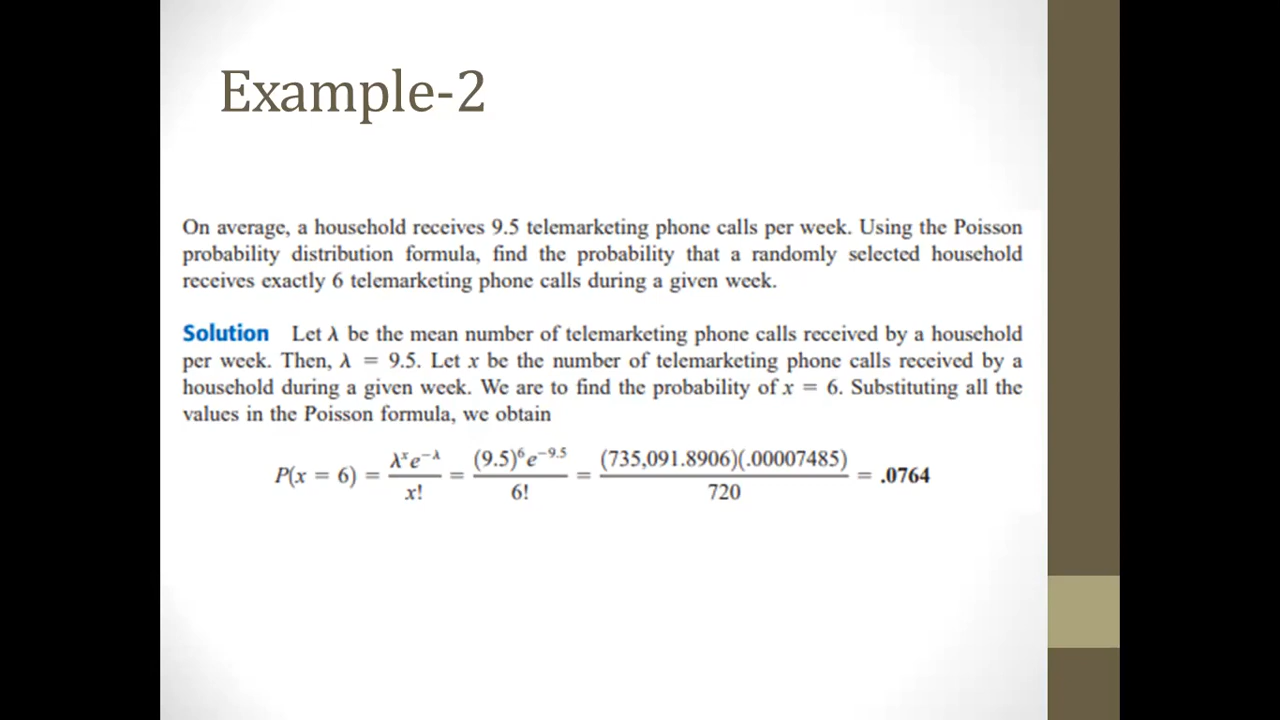 Example-2
On average, a household receives 9.5 telemarketing phone calls per week. Using the Poisson
probability distribution formula, find the probability that a randomly selected household
receives exactly 6 telemarketing phone calls during a given week.
Solution Let λ be the mean number of telemarketing phone calls received by a household
per week. Then, λ = 9.5. Let x be the number of telemarketing phone calls received by a
household during a given week. We are to find the probability of x = 6. Substituting all the
values in the Poisson formula, we obtain
P(x = 6) = λˣe⁻λ / x! = (9.5)⁶e⁻⁹·⁵ / 6! = (735,091.8906)(.00007485) / 720 = .0764